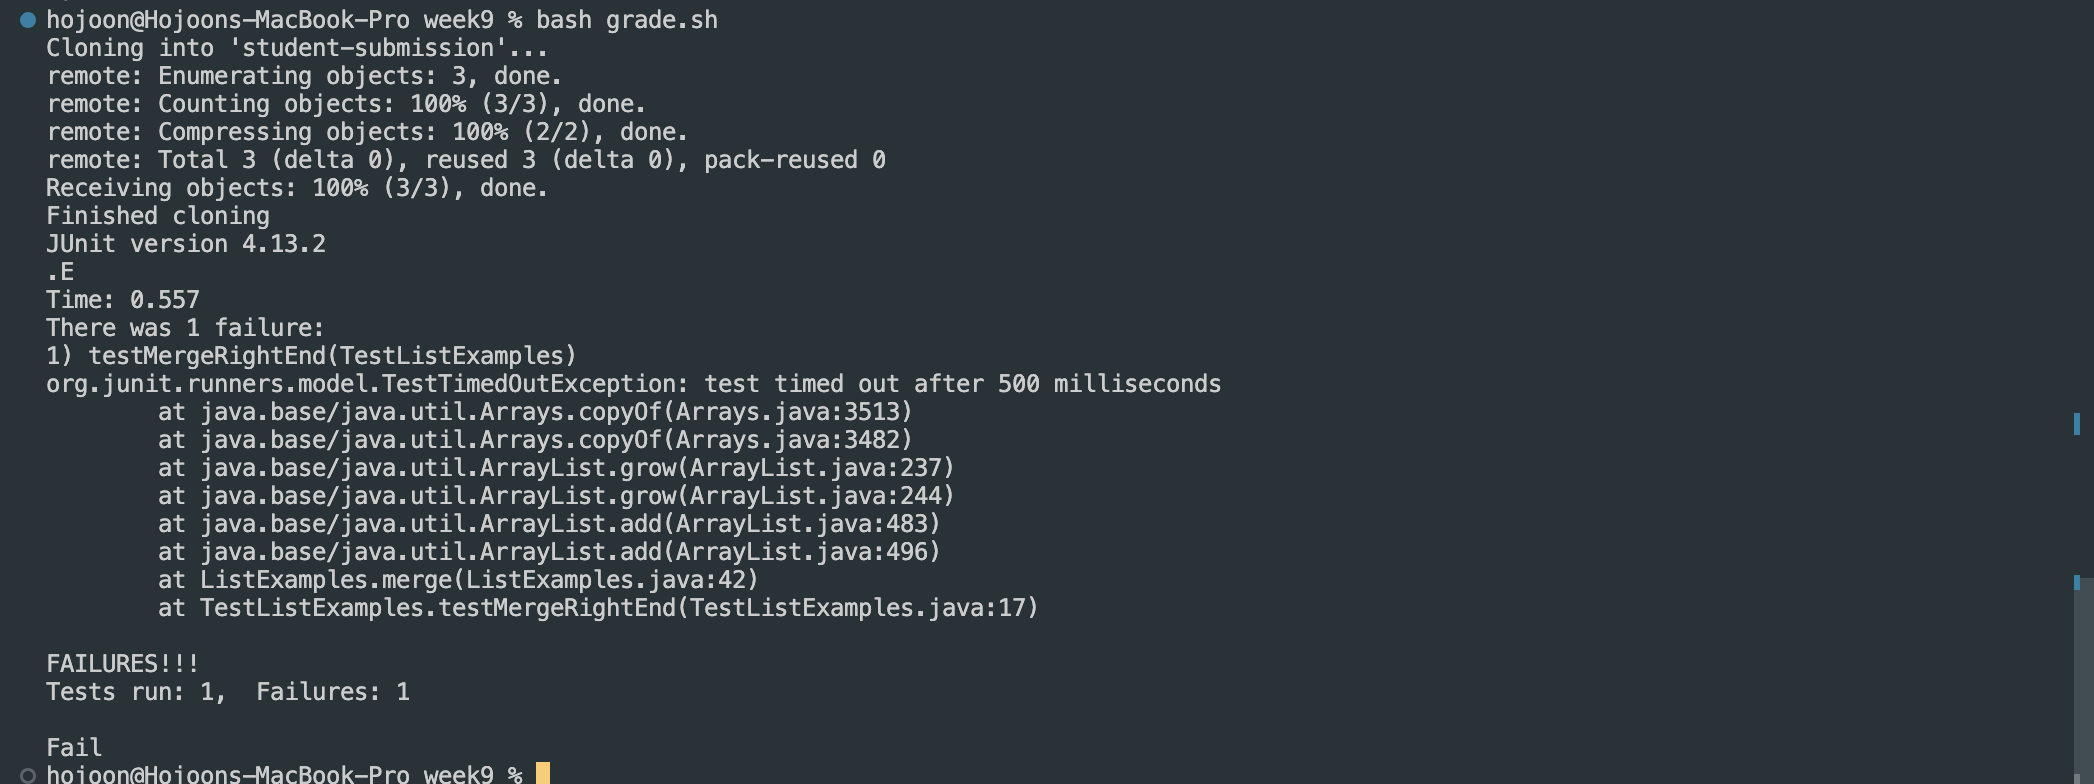 hojoon@Hojoons-MacBook-Pro week9 % bash grade.sh
Cloning into 'student-submission'...
remote: Enumerating objects: 3, done.
remote: Counting objects: 100% (3/3), done.
remote: Compressing objects: 100% (2/2), done.
remote: Total 3 (delta 0), reused 3 (delta 0), pack-reused 0
Receiving objects: 100% (3/3), done.
Finished cloning
JUnit version 4.13.2
.E
Time: 0.557
There was 1 failure:
1) testMergeRightEnd(TestListExamples)
org.junit.runners.model.TestTimedOutException: test timed out after 500 milliseconds
        at java.base/java.util.Arrays.copyOf(Arrays.java:3513)
        at java.base/java.util.Arrays.copyOf(Arrays.java:3482)
        at java.base/java.util.ArrayList.grow(ArrayList.java:237)
        at java.base/java.util.ArrayList.grow(ArrayList.java:244)
        at java.base/java.util.ArrayList.add(ArrayList.java:483)
        at java.base/java.util.ArrayList.add(ArrayList.java:496)
        at ListExamples.merge(ListExamples.java:42)
        at TestListExamples.testMergeRightEnd(TestListExamples.java:17)

FAILURES!!!
Tests run: 1,  Failures: 1

Fail
hojoon@Hojoons-MacBook-Pro week9 %